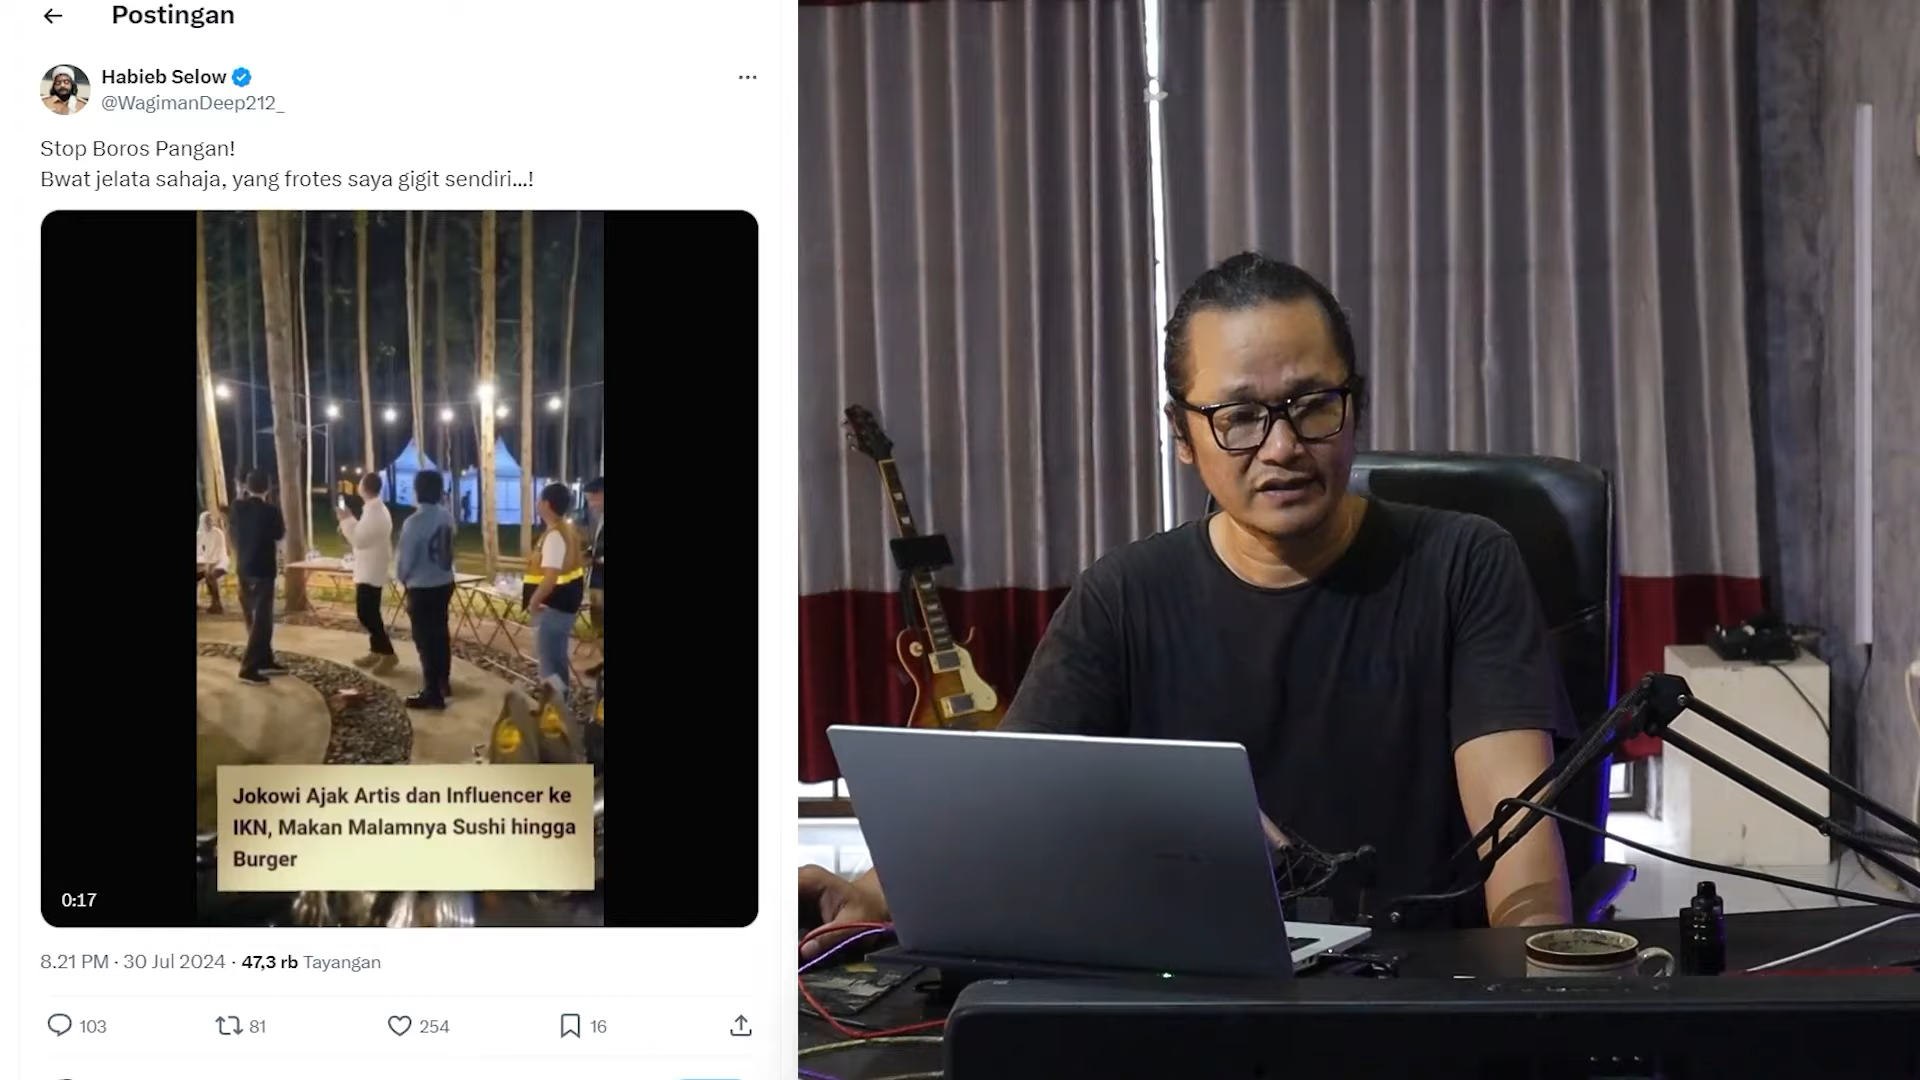 Postingan
Habieb Selow
@WagimanDeep212_
Stop Boros Pangan!
Bwat jelata sahaja, yang frotes saya gigit sendiri...!
Jokowi Ajak Artis dan Influencer ke
IKN, Makan Malamnya Sushi hingga
Burger
0:17
8.21 PM · 30 Jul 2024 · 47,3 rb Tayangan
103
81
254
16